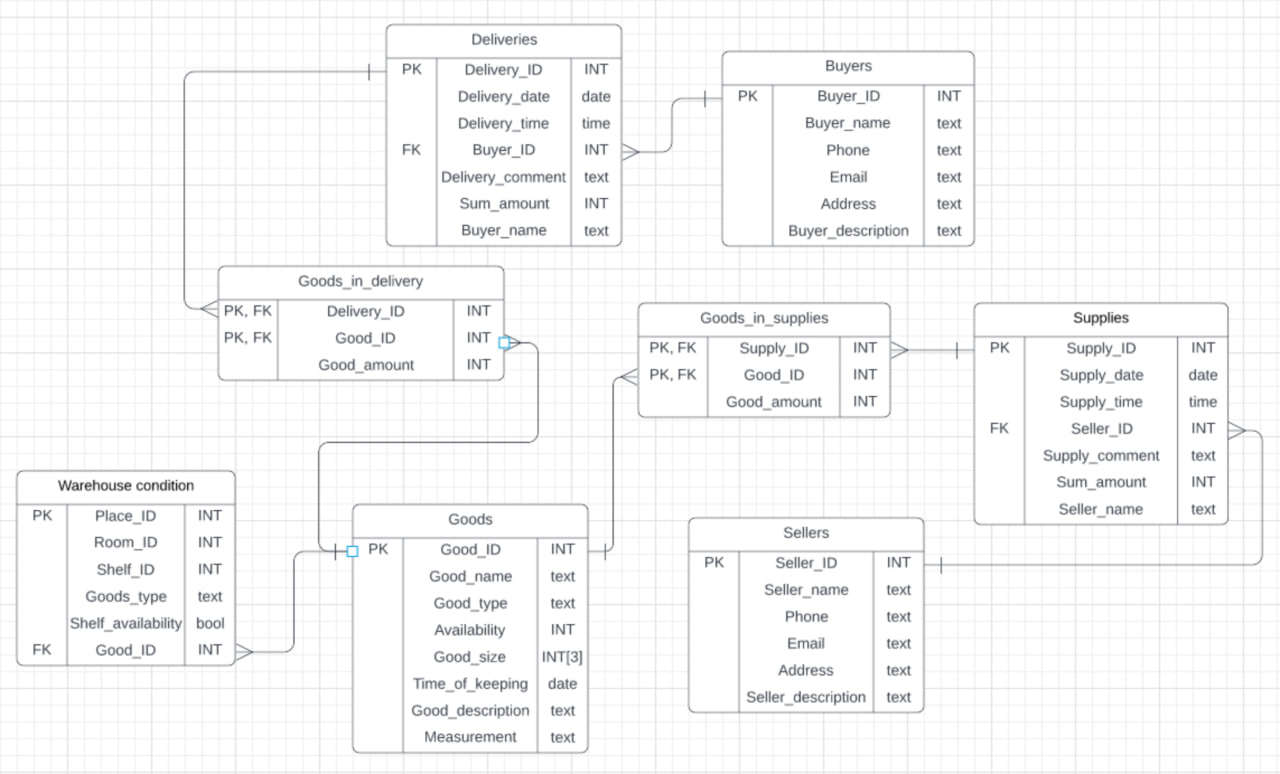 Deliveries
PK Delivery_ID INT
Delivery_date date
Delivery_time time
FK Buyer_ID INT
Delivery_comment text
Sum_amount INT
Buyer_name text
Buyers
PK Buyer_ID INT
Buyer_name text
Phone text
Email text
Address text
Buyer_description text
Goods_in_delivery
PK, FK Delivery_ID INT
PK, FK Good_ID INT
Good_amount INT
Goods_in_supplies
PK, FK Supply_ID INT
PK, FK Good_ID INT
Good_amount INT
Supplies
PK Supply_ID INT
Supply_date date
Supply_time time
FK Seller_ID INT
Supply_comment text
Sum_amount INT
Seller_name text
Warehouse condition
PK Place_ID INT
Room_ID INT
Shelf_ID INT
Goods_type text
Shelf_availability bool
FK Good_ID INT
Goods
PK Good_ID INT
Good_name text
Good_type text
Availability INT
Good_size INT[3]
Time_of_keeping date
Good_description text
Measurement text
Sellers
PK Seller_ID INT
Seller_name text
Phone text
Email text
Address text
Seller_description text